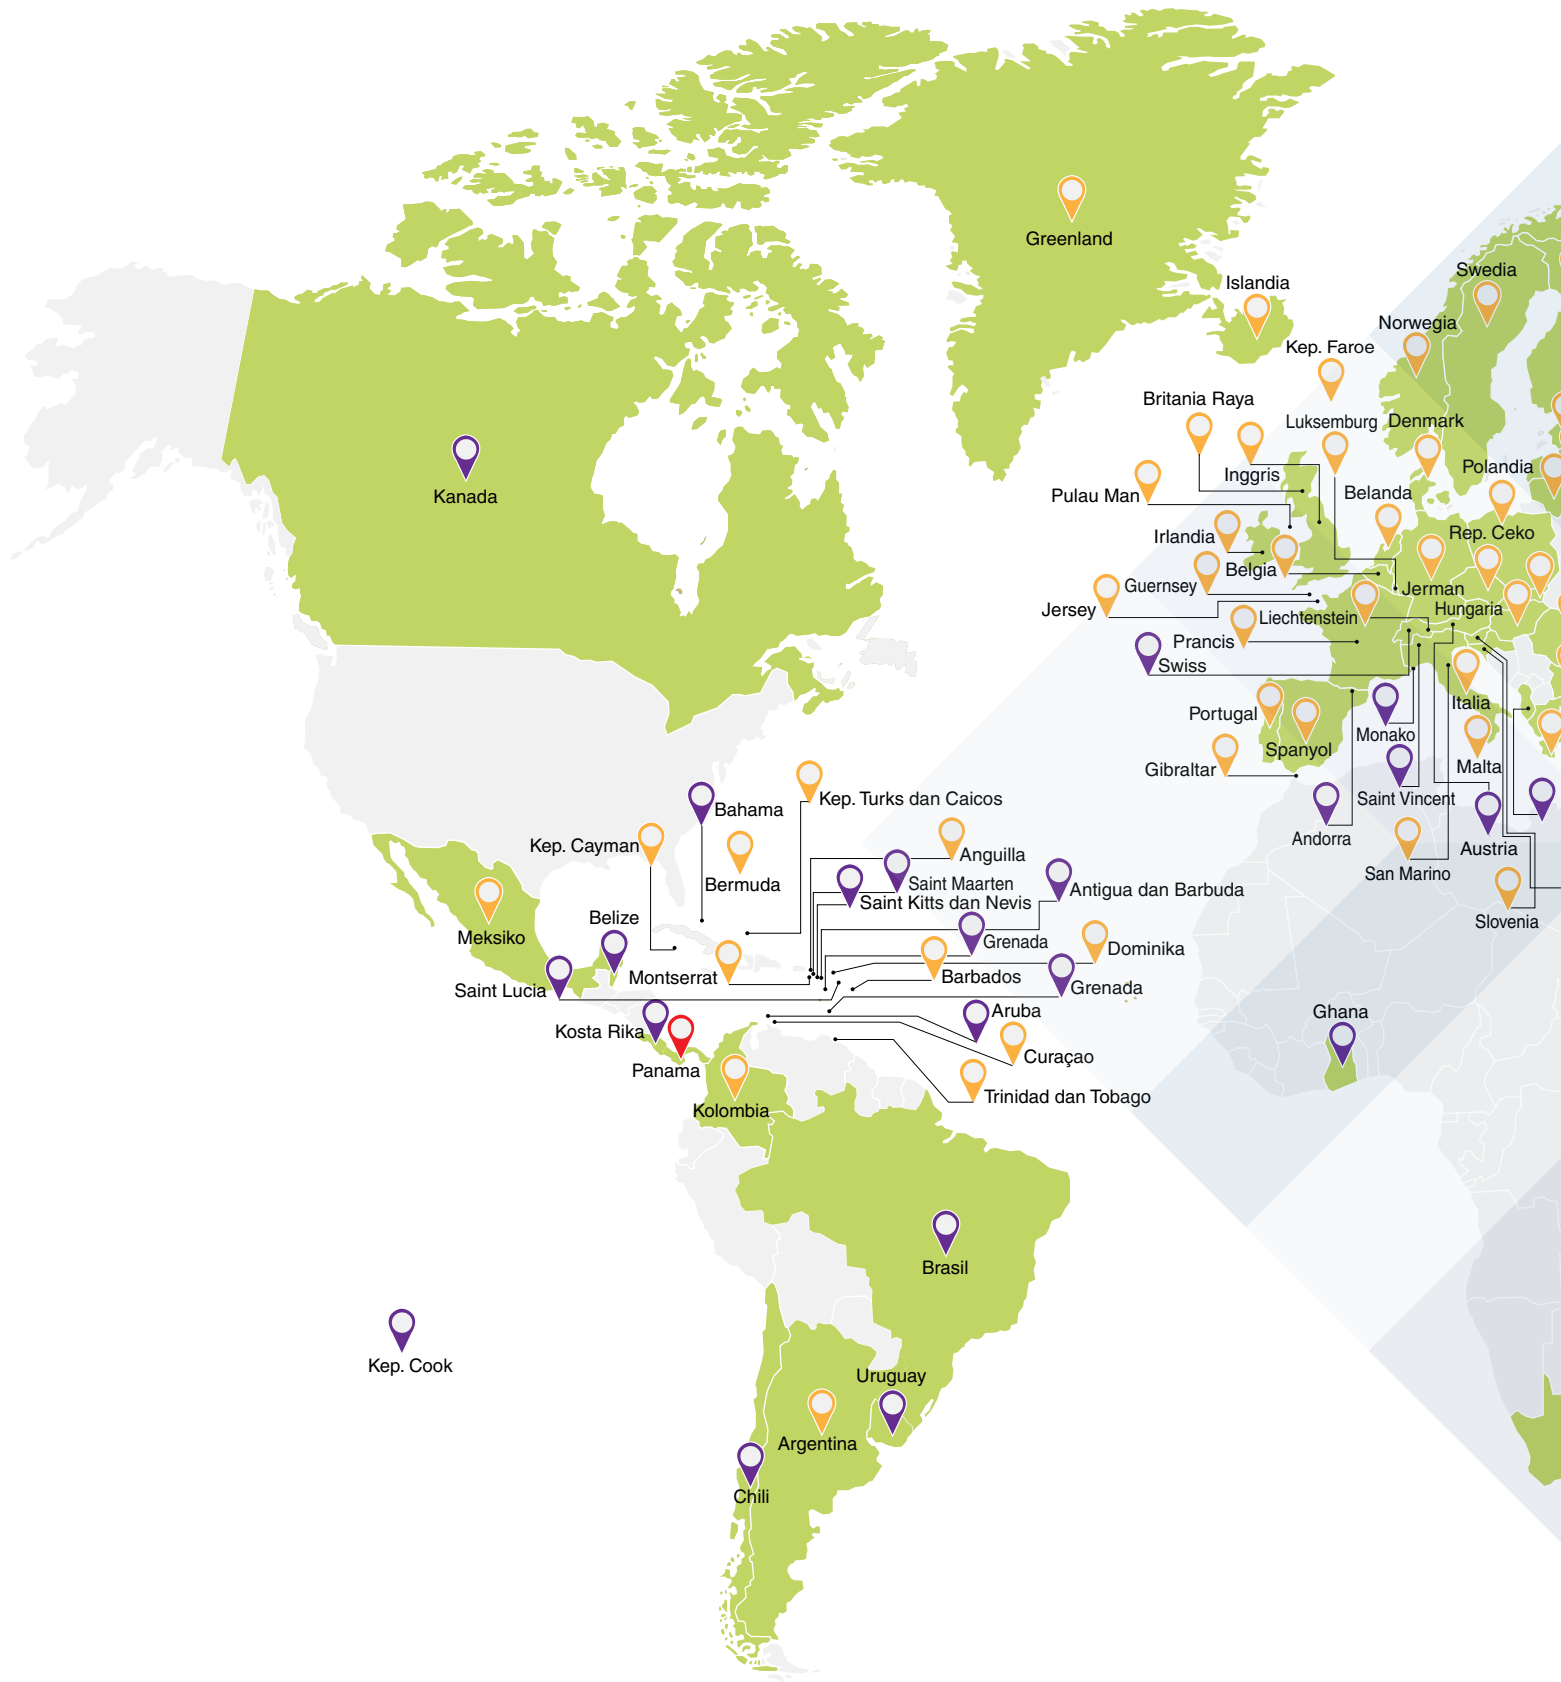 Greenland
Swedia
Islandia
Norwegia
Kep. Faroe
Britania Raya
Luksemburg
Denmark
Polandia
Inggris
Belanda
Pulau Man
Kanada
Rep. Ceko
Irlandia
Belgia
Guernsey
Jerman
Hungaria
Jersey
Liechtenstein
Prancis
Swiss
Italia
Portugal
Monako
Spanyol
Malta
Gibraltar
Saint Vincent
Kep. Turks dan Caicos
Bahama
Andorra
Kep. Cayman
Austria
Anguilla
San Marino
Bermuda
Saint Maarten
Antigua dan Barbuda
Saint Kitts dan Nevis
Belize
Slovenia
Meksiko
Grenada
Dominika
Montserrat
Barbados
Saint Lucia
Grenada
Aruba
Ghana
Kosta Rika
Curaçao
Panama
Trinidad dan Tobago
Kolombia
Brasil
Kep. Cook
Uruguay
Argentina
Chili